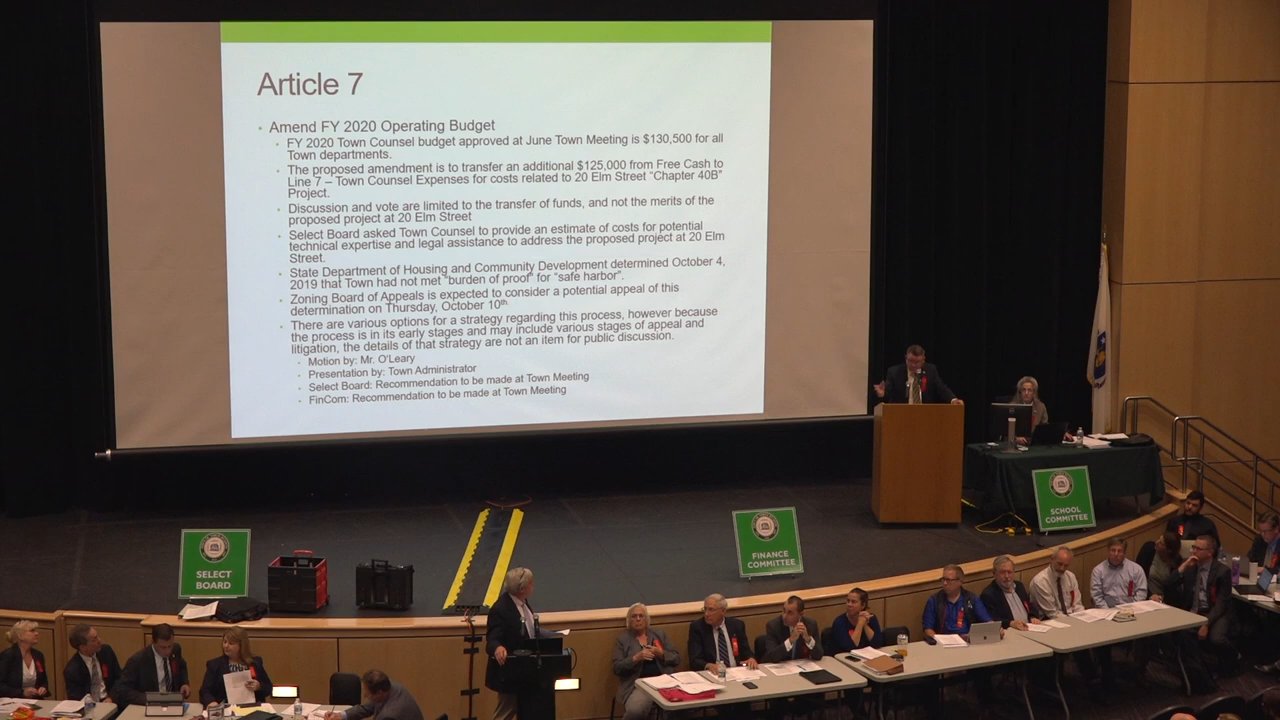 Article 7
• Amend FY 2020 Operating Budget
• FY 2020 Town Counsel budget approved at June Town Meeting is $130,500 for all
Town departments.
• The proposed amendment is to transfer an additional $125,000 from Free Cash to
Line 7 – Town Counsel Expenses for costs related to 20 Elm Street “Chapter 40B”
Project.
• Discussion and vote are limited to the transfer of funds, and not the merits of the
proposed project at 20 Elm Street
• Select Board asked Town Counsel to provide an estimate of costs for potential
technical expertise and legal assistance to address the proposed project at 20 Elm
Street.
• State Department of Housing and Community Development determined October 4,
2019 that Town had not met “burden of proof” for “safe harbor”.
• Zoning Board of Appeals is expected to consider a potential appeal of this
determination on Thursday, October 10th.
• There are various options for a strategy regarding this process, however because
the process is in its early stages and may include various stages of appeal and
litigation, the details of that strategy are not an item for public discussion.
• Motion by: Mr. O’Leary
• Presentation by: Town Administrator
• Select Board: Recommendation to be made at Town Meeting
• FinCom: Recommendation to be made at Town Meeting
SELECT
BOARD
FINANCE
COMMITTEE
SCHOOL
COMMITTEE